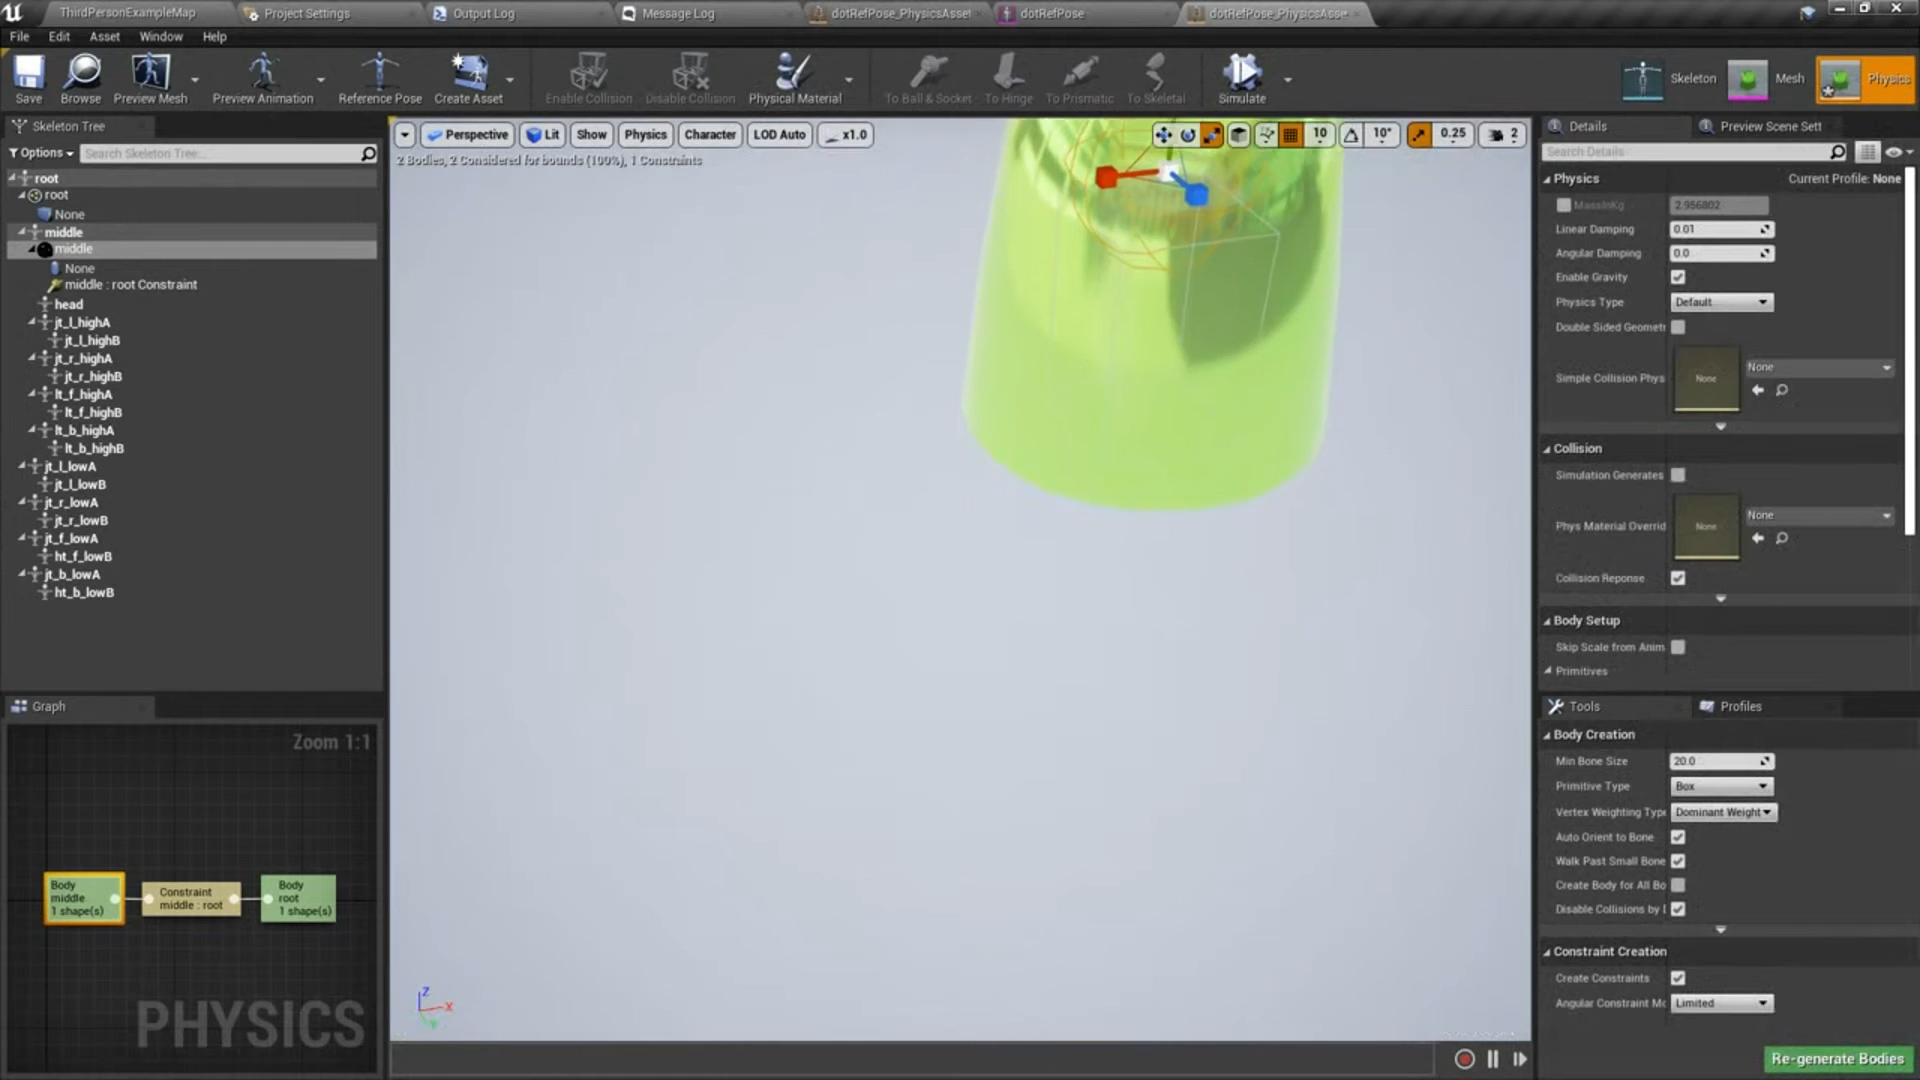 ThirdPersonExampleMap
Project Settings
Output Log
Message Log
dotRefPose_PhysicsAsset
dotRefPose
dotRefPose_PhysicsAsse
File Edit Asset Window Help
Save
Browse
Preview Mesh
Preview Animation
Reference Pose
Create Asset
Enable Collision
Disable Collision
Physical Material
To Ball & Socket
To Hinge
To Prismatic
To Skeletal
Simulate
Skeleton
Mesh
Physics
Skeleton Tree
Options
Search Skeleton Tree...
root
root
None
middle
middle
None
middle : root Constraint
head
jt_l_highA
jt_l_highB
jt_r_highA
jt_r_highB
lt_f_highA
lt_f_highB
lt_b_highA
lt_b_highB
jt_l_lowA
jt_l_lowB
jt_r_lowA
jt_r_lowB
jt_f_lowA
ht_f_lowB
jt_b_lowA
ht_b_lowB
Graph
Zoom 1:1
Body
middle
1 shape(s)
Constraint
middle : root
Body
root
1 shape(s)
PHYSICS
Perspective
Lit
Show
Physics
Character
LOD Auto
x1.0
10
10°
0.25
2
2 Bodies, 2 Considered for bounds (100%), 1 Constraints
Z
X
Y
Details
Preview Scene Sett
Search Details
Physics
Current Profile: None
MassInKg 2.956802
Linear Damping 0.01
Angular Damping 0.0
Enable Gravity
Physics Type Default
Double Sided Geometr
Simple Collision Phys None None
Collision
Simulation Generates
Phys Material Overrid None None
Collision Reponse
Body Setup
Skip Scale from Anim
Primitives
Tools
Profiles
Body Creation
Min Bone Size 20.0
Primitive Type Box
Vertex Weighting Type Dominant Weight
Auto Orient to Bone
Walk Past Small Bone
Create Body for All Bo
Disable Collisions by D
Constraint Creation
Create Constraints
Angular Constraint Mo Limited
Re-generate Bodies